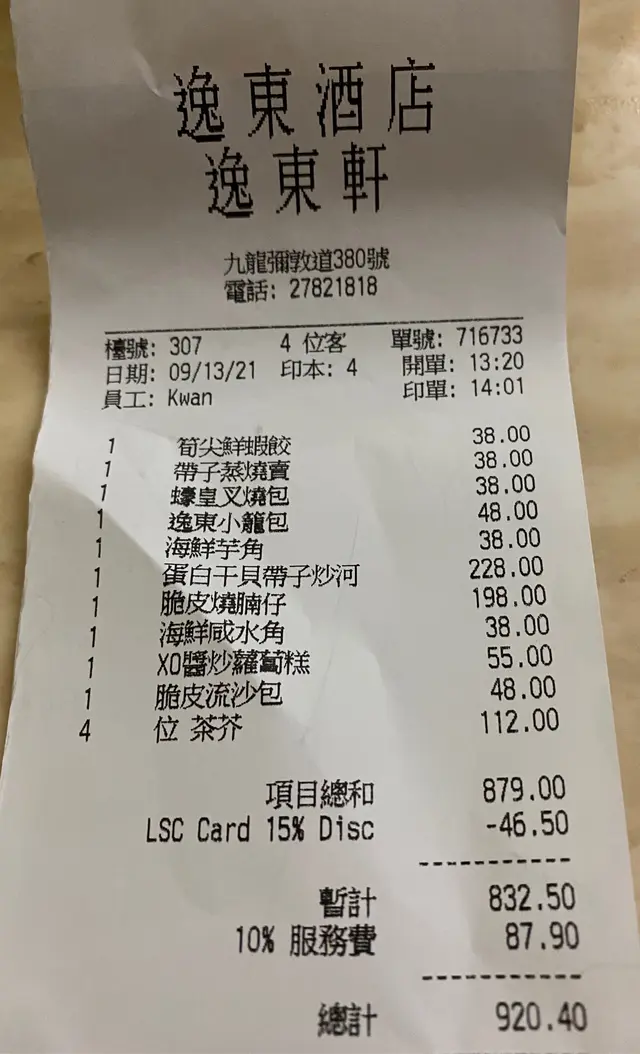 逸東酒店
逸東軒
九龍彌敦道380號
電話: 27821818
檯號: 307 4 位客 單號: 716733
日期: 09/13/21 印本: 4 開單: 13:20
員工: Kwan 印單: 14:01
1 筍尖鮮蝦餃 38.00
1 帶子蒸燒賣 38.00
1 蠔皇叉燒包 38.00
1 逸東小籠包 48.00
1 海鮮芋角 38.00
1 蛋白干貝帶子炒河 228.00
1 脆皮燒腩仔 198.00
1 海鮮咸水角 38.00
1 XO醬炒蘿蔔糕 55.00
1 脆皮流沙包 48.00
4 位 茶芥 112.00
項目總和 879.00
LSC Card 15% Disc -46.50
暫計 832.50
10% 服務費 87.90
總計 920.40